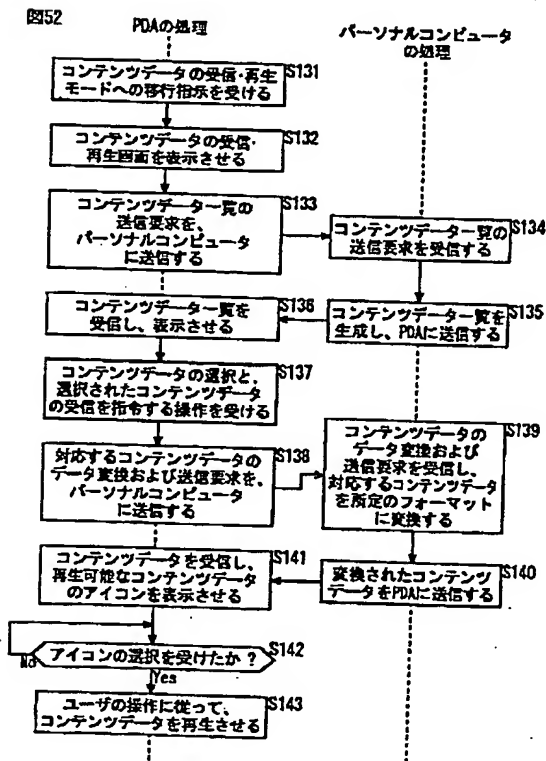 図52
PDAの処理
パーソナルコンピュータ
の処理
コンテンツデータの受信・再生
モードへの移行指示を受ける
S131
コンテンツデータの受信・
再生画面を表示させる
S132
コンテンツデータ一覧の
送信要求を、
パーソナルコンピュータ
に送信する
S133
コンテンツデータ一覧の
送信要求を受信する
S134
コンテンツデータ一覧を
生成し、PDAに送信する
S135
コンテンツデータ一覧を
受信し、表示させる
S136
コンテンツデータの選択と、
選択されたコンテンツデータ
の受信を指令する操作を受ける
S137
対応するコンテンツデータの
データ変換および送信要求を、
パーソナルコンピュータ
に送信する
S138
コンテンツデータの
データ変換および
送信要求を受信し、
対応するコンテンツデータ
を所定のフォーマット
に変換する
S139
変換されたコンテンツ
データをPDAに送信する
S140
コンテンツデータを受信し、
再生可能なコンテンツデータ
のアイコンを表示させる
S141
アイコンの選択を受けたか?
S142
No
Yes
ユーザの操作に従って、
コンテンツデータを再生させる
S143